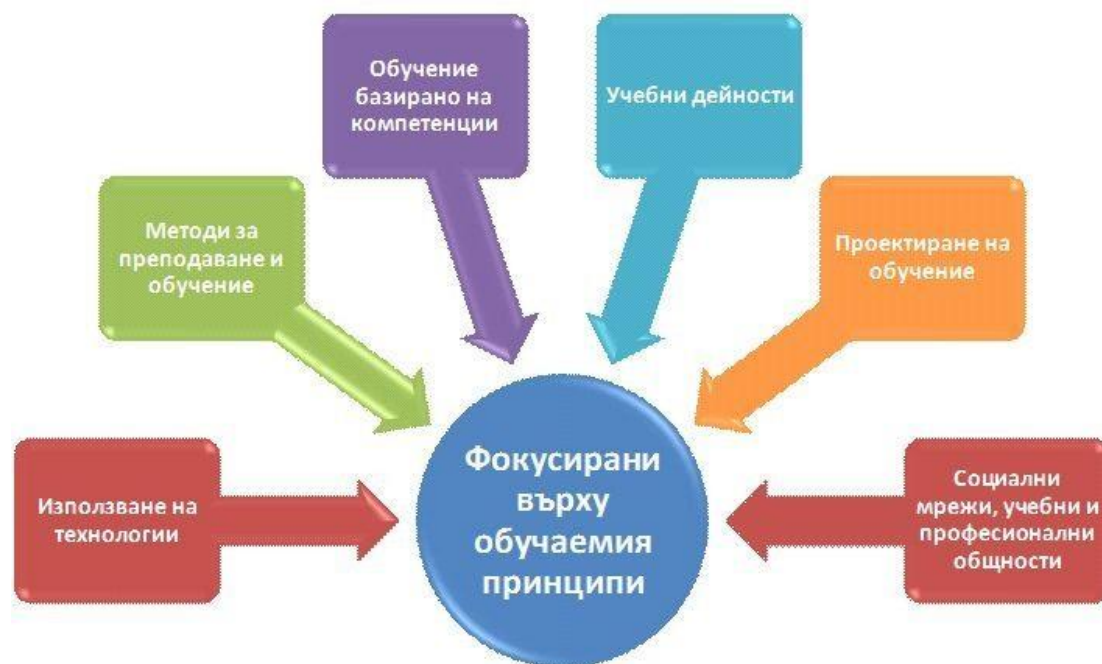 Обучение
базирано на
компетенции
Учебни дейности
Методи за
преподаване и
обучение
Проектиране на
обучение
Използване на
технологии
Фокусирани
върху
обучаемия
принципи
Социални
мрежи, учебни и
професионални
общности